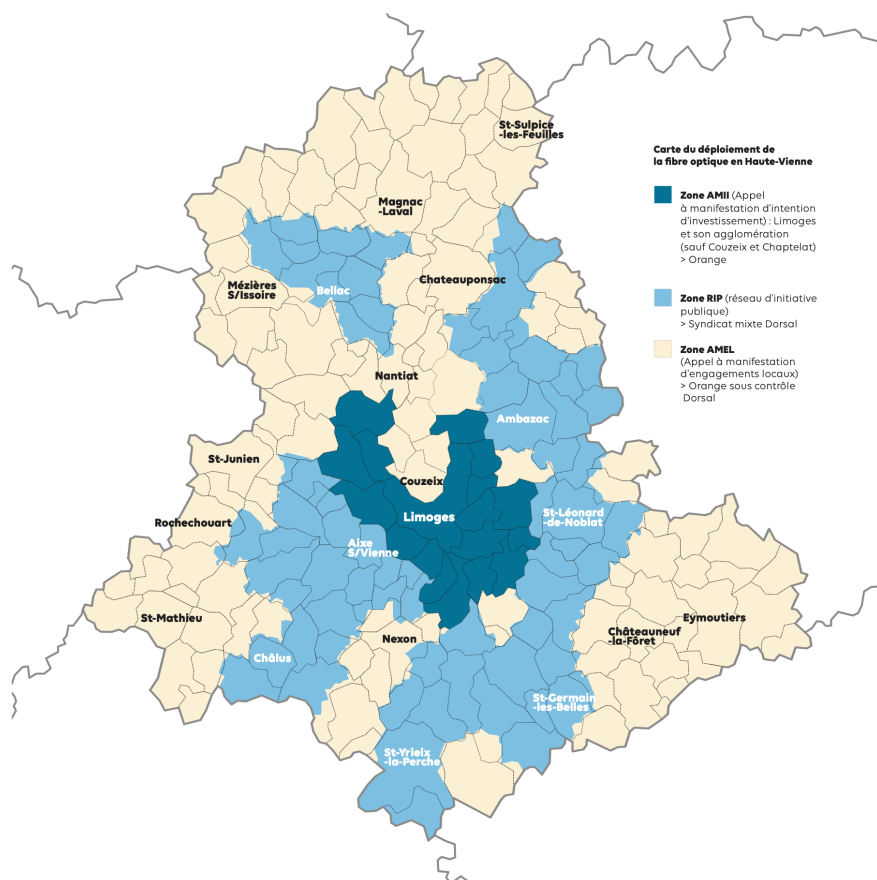 St-Sulpice
-les-Feuilles
Carte du déploiement de
la fibre optique en Haute-Vienne
Zone AMII (Appel
à manifestation d'intention
d'investissement) : Limoges
et son agglomération
(sauf Couzeix et Chaptelat)
> Orange
Zone RIP (réseau d'initiative
publique)
> Syndicat mixte Dorsal
Zone AMEL
(Appel à manifestation
d'engagements locaux)
> Orange sous contrôle
Dorsal
Magnac
-Laval
Mézières
S/Issoire
Bellac
Chateauponsac
Nantiat
Ambazac
St-Junien
Couzeix
Limoges
Rochechouart
St-Léonard
-de-Noblat
Aixe
S/Vienne
St-Mathieu
Nexon
Eymoutiers
Châteauneuf
-la-Fôret
Châlus
St-Germain
-les-Belles
St-Yrieix
-la-Perche